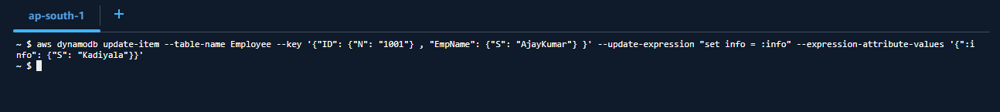 ap-south-1 +
~ $ aws dynamodb update-item --table-name Employee --key '{"ID": {"N": "1001"} , "EmpName": {"S": "AjayKumar"} }' --update-expression "set info = :info" --expression-attribute-values '{":i
nfo": {"S": "Kadiyala"}}'
~ $